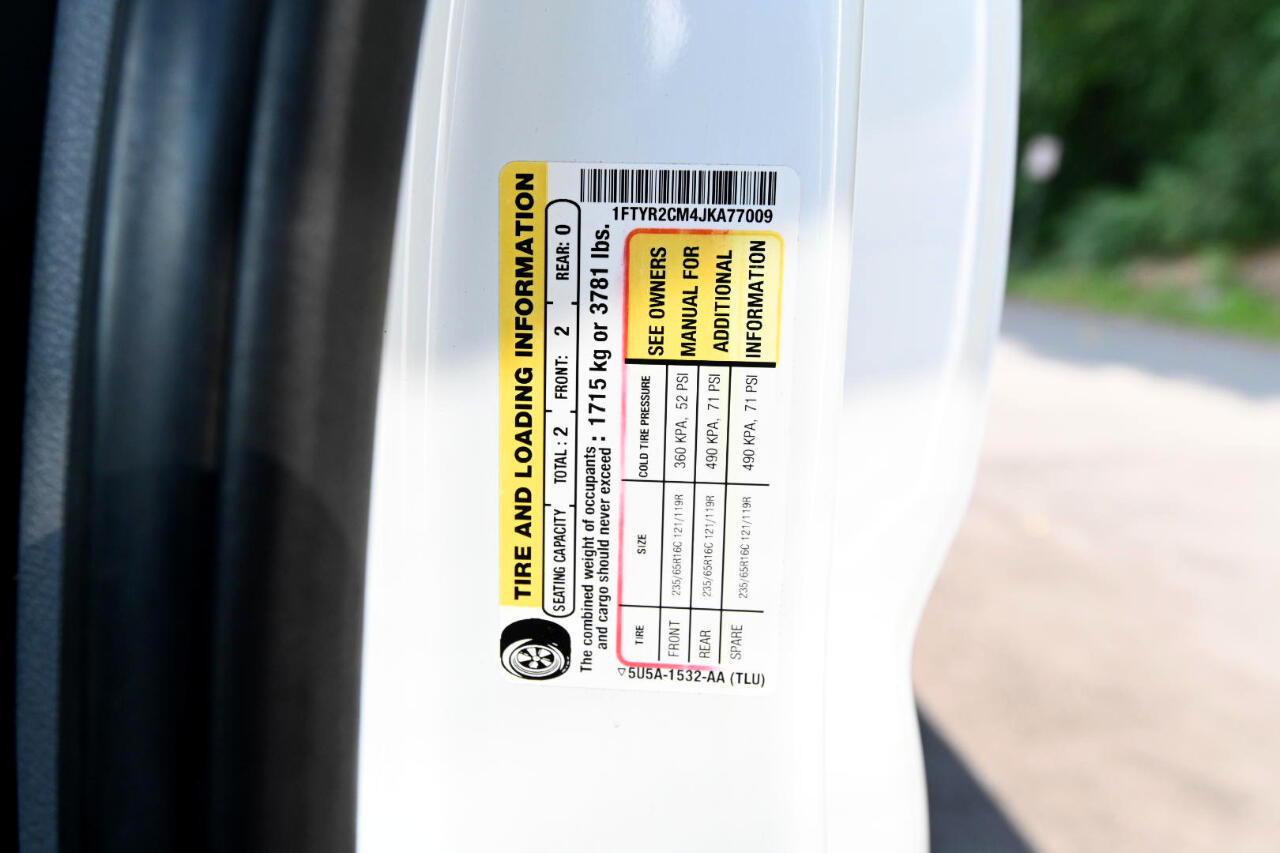 TIRE AND LOADING INFORMATION
SEATING CAPACITY TOTAL : 2 FRONT: 2 REAR: 0
The combined weight of occupants
and cargo should never exceed : 1715 kg or 3781 lbs.
1FTYR2CM4JKA77009
TIRE SIZE COLD TIRE PRESSURE
FRONT 235/65R16C 121/119R 360 KPA, 52 PSI
REAR 235/65R16C 121/119R 490 KPA, 71 PSI
SPARE 235/65R16C 121/119R 490 KPA, 71 PSI
SEE OWNERS
MANUAL FOR
ADDITIONAL
INFORMATION
5U5A-1532-AA (TLU)